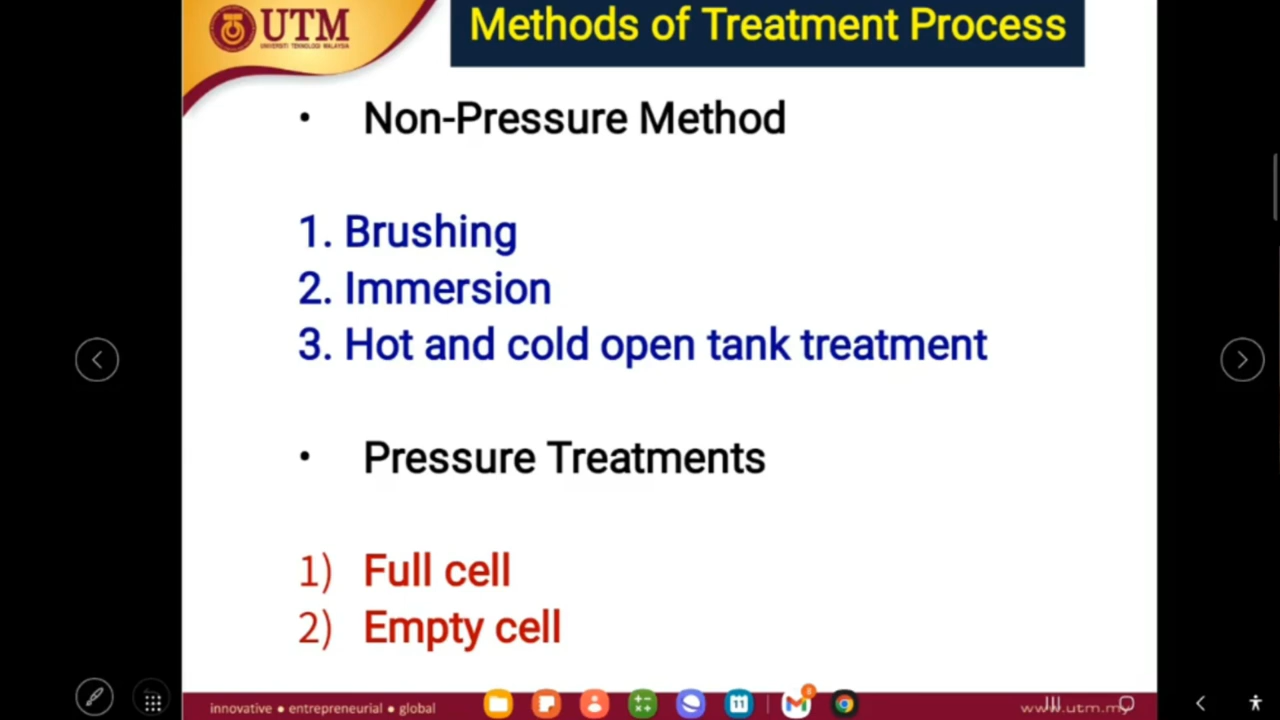 UTM
UNIVERSITI TEKNOLOGI MALAYSIA
Methods of Treatment Process
• Non-Pressure Method
1. Brushing
2. Immersion
3. Hot and cold open tank treatment
• Pressure Treatments
1) Full cell
2) Empty cell
innovative ● entrepreneurial ● global
11
www.utm.my